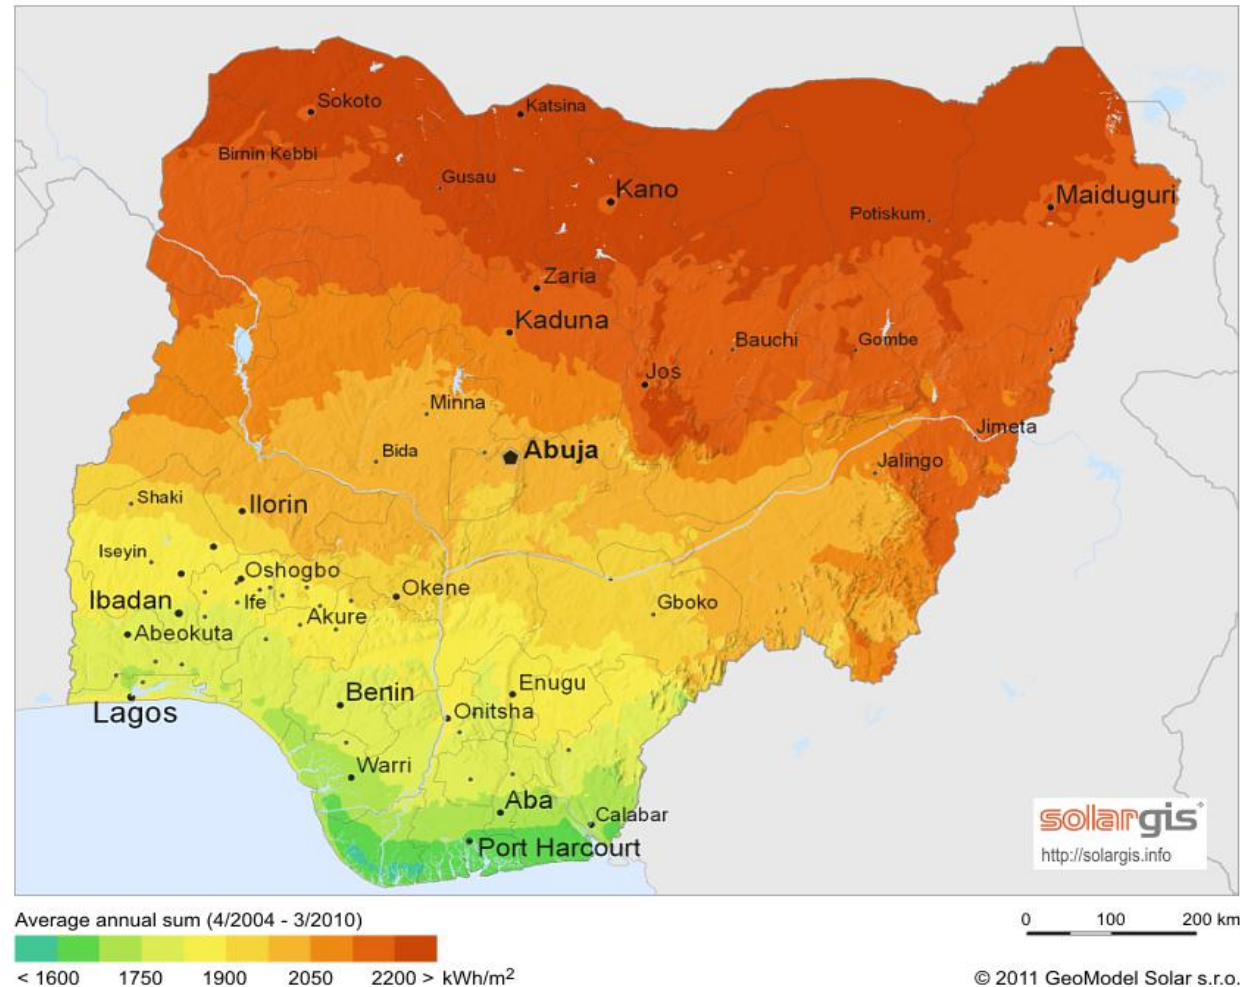 Sokoto
Katsina
Birnin Kebbi
Gusau
Kano
Maiduguri
Potiskum
Zaria
Kaduna
Bauchi
Gombe
Jos
Minna
Jimeta
Bida
Abuja
Jalingo
Shaki
Ilorin
Iseyin
Oshogbo
Okene
Ibadan
Ife
Gboko
Akure
Abeokuta
Enugu
Benin
Onitsha
Lagos
Warri
Aba
Calabar
Port Harcourt
solargis
http://solargis.info
Average annual sum (4/2004 - 3/2010)
0 100 200 km
< 1600 1750 1900 2050 2200 > kWh/m²
© 2011 GeoModel Solar s.r.o.